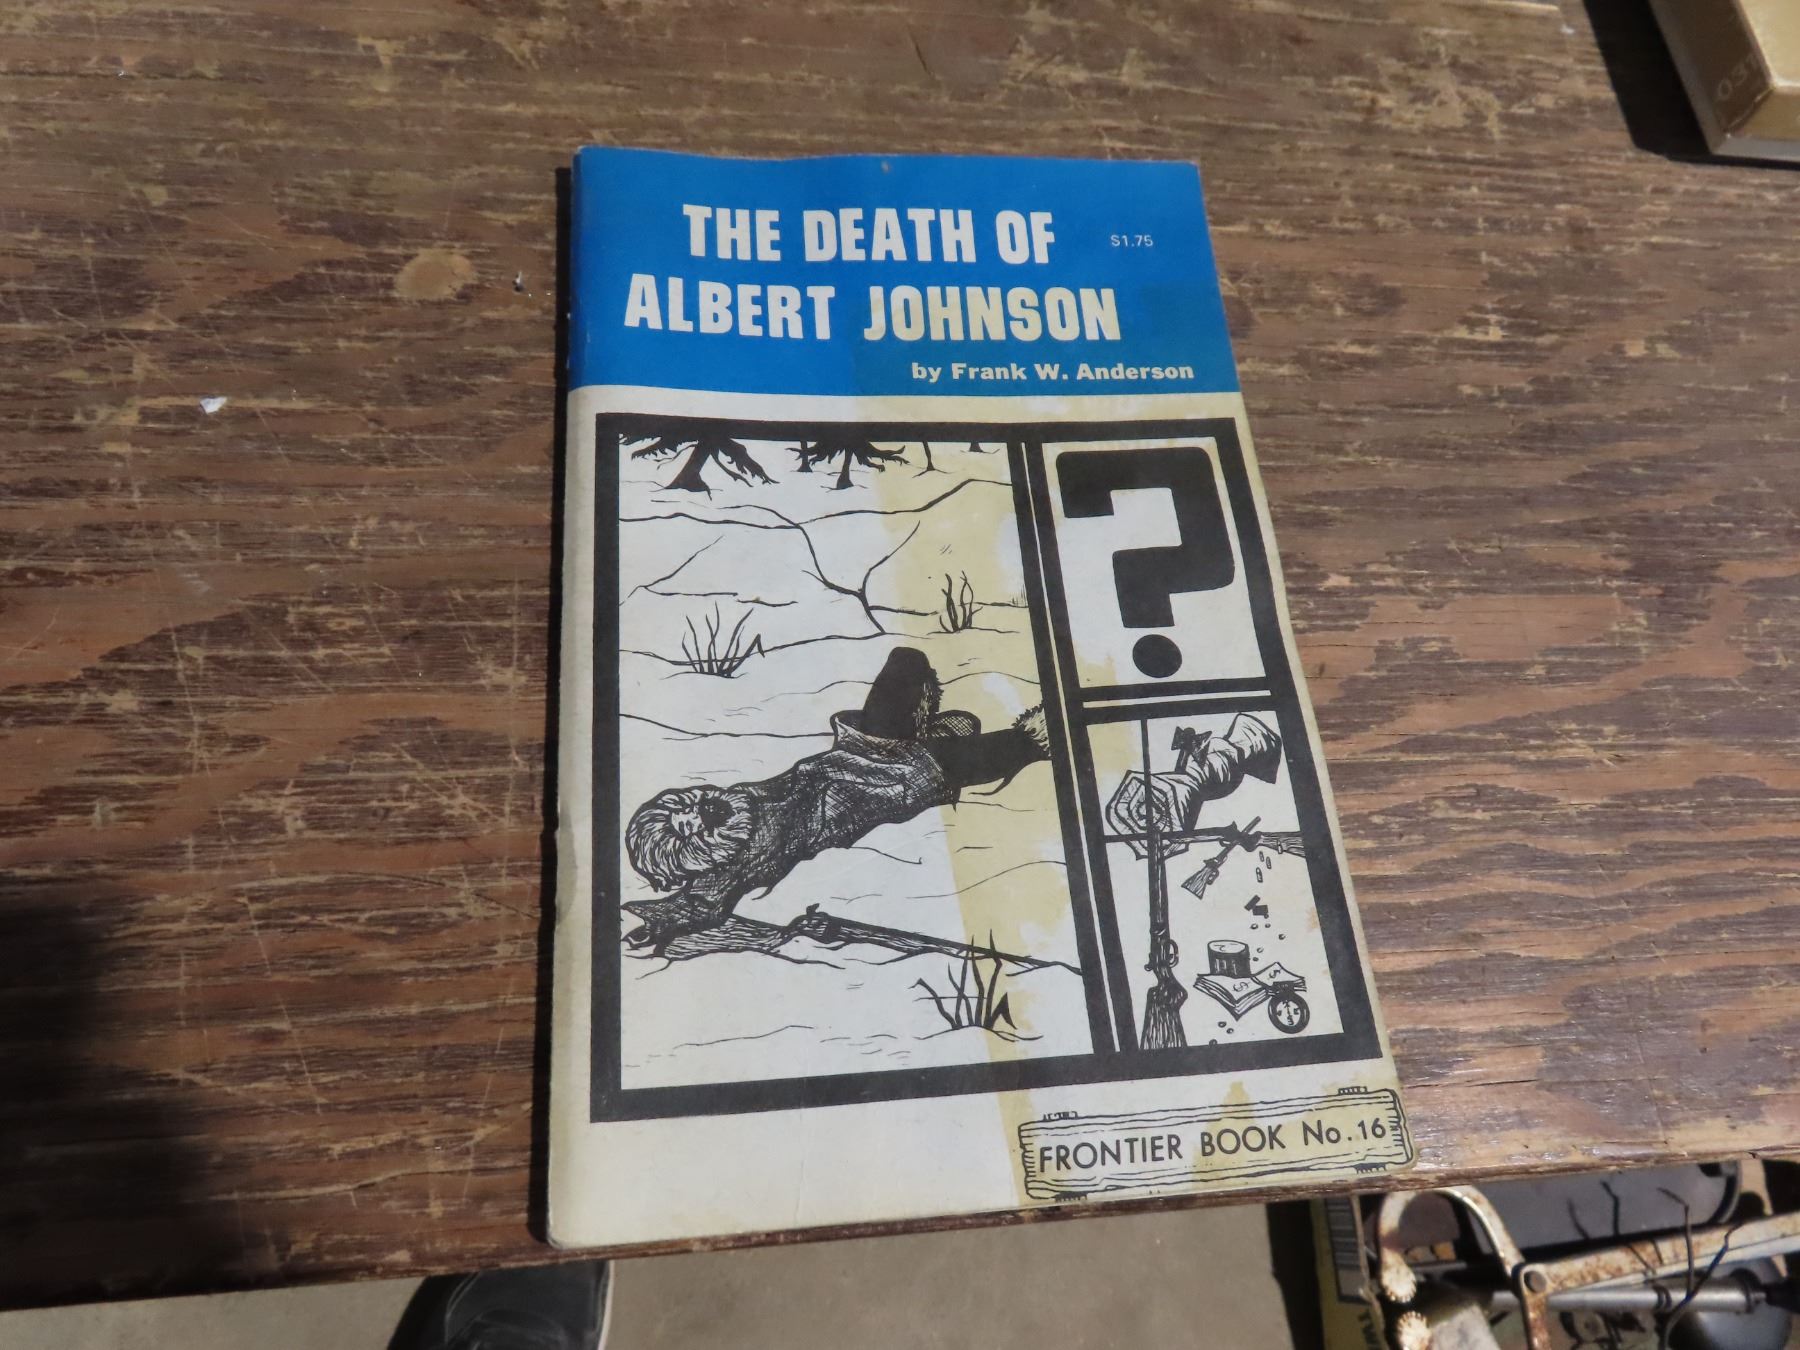 THE DEATH OF
$1.75
ALBERT JOHNSON
by Frank W. Anderson
?
FRONTIER BOOK No. 16